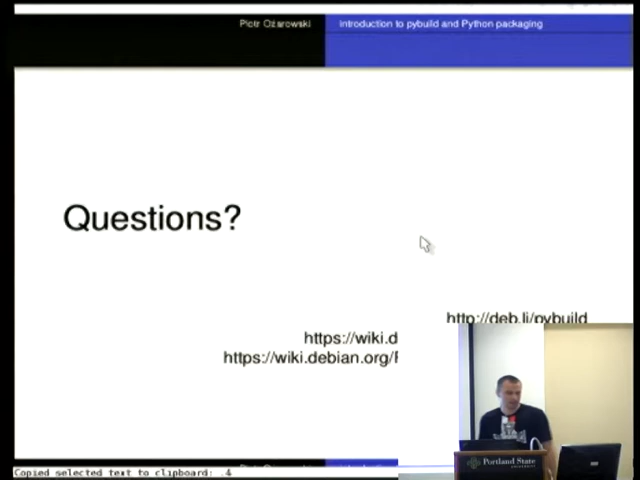 Piotr Ożarowski
Introduction to pybuild and Python packaging
Questions?
http://deb.li/pybuild
https://wiki.d
https://wiki.debian.org/
Portland State
UNIVERSITY
Copied selected text to clipboard: .4